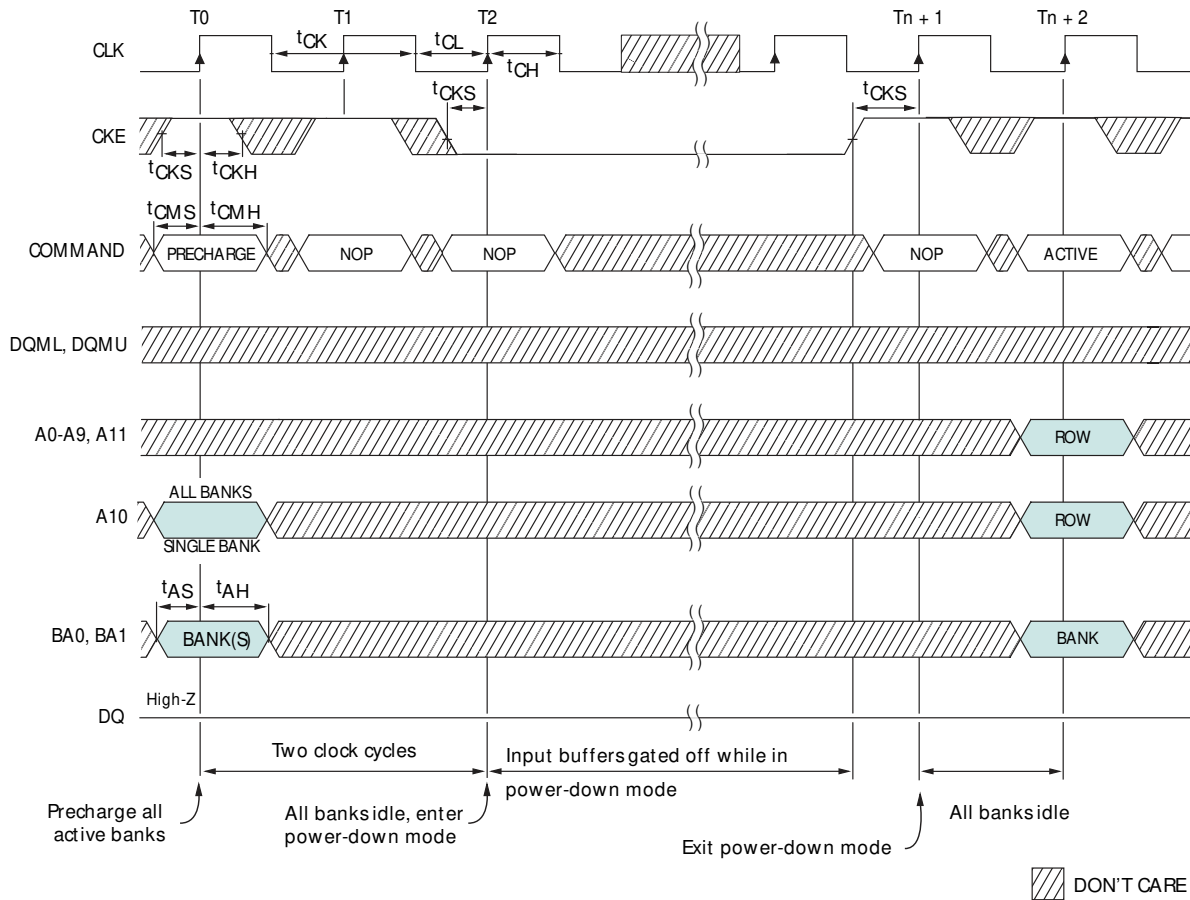 T0 T1 T2 Tn + 1 Tn + 2
CLK tCK tCL tCH
CKE tCKS tCKH tCKS tCKS
tCMS tCMH
COMMAND PRECHARGE NOP NOP NOP ACTIVE
DQML, DQMU
A0-A9, A11 ROW
ALL BANKS
A10 ROW
SINGLE BANK
tAS tAH
BA0, BA1 BANK(S) BANK
High-Z
DQ
Two clock cycles
Input buffers gated off while in
power-down mode
Precharge all
active banks
All banks idle, enter
power-down mode
Exit power-down mode
All banks idle
DON'T CARE